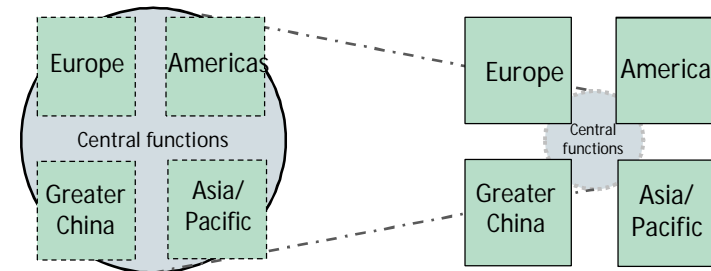 Europe
Americas
Central functions
Greater
China
Asia/
Pacific
Europe
America
Central
functions
Greater
China
Asia/
Pacific